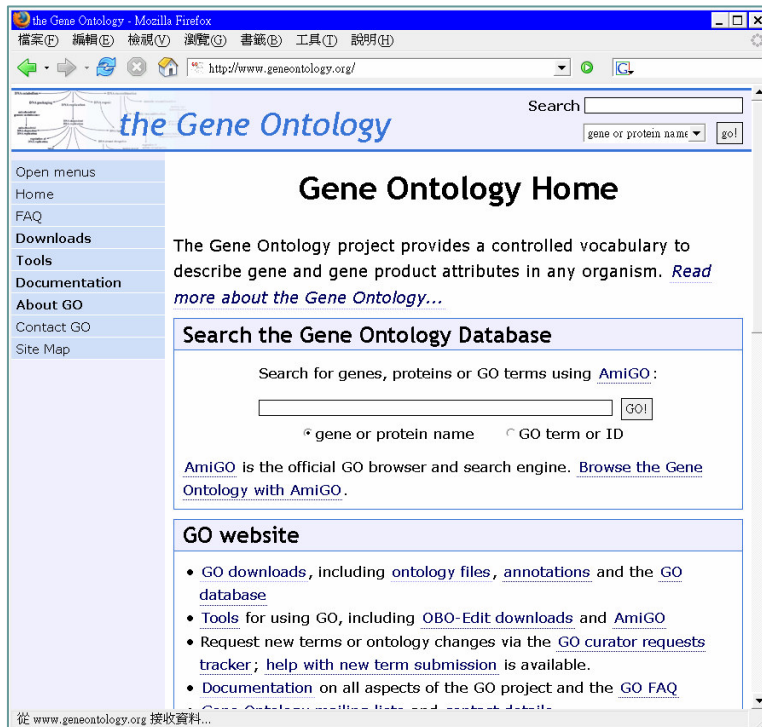 the Gene Ontology - Mozilla Firefox
檔案(F) 編輯(E) 檢視(V) 瀏覽(G) 書籤(B) 工具(T) 說明(H)
http://www.geneontology.org/
the Gene Ontology
Search
gene or protein name
go!
Open menus
Home
FAQ
Downloads
Tools
Documentation
About GO
Contact GO
Site Map
Gene Ontology Home
The Gene Ontology project provides a controlled vocabulary to
describe gene and gene product attributes in any organism. Read
more about the Gene Ontology...
Search the Gene Ontology Database
Search for genes, proteins or GO terms using AmiGO:
GO!
gene or protein name GO term or ID
AmiGO is the official GO browser and search engine. Browse the Gene
Ontology with AmiGO.
GO website
• GO downloads, including ontology files, annotations and the GO
database
• Tools for using GO, including OBO-Edit downloads and AmiGO
• Request new terms or ontology changes via the GO curator requests
tracker; help with new term submission is available.
• Documentation on all aspects of the GO project and the GO FAQ
• Gene Ontology mailing lists and contact details
從 www.geneontology.org 接收資料...